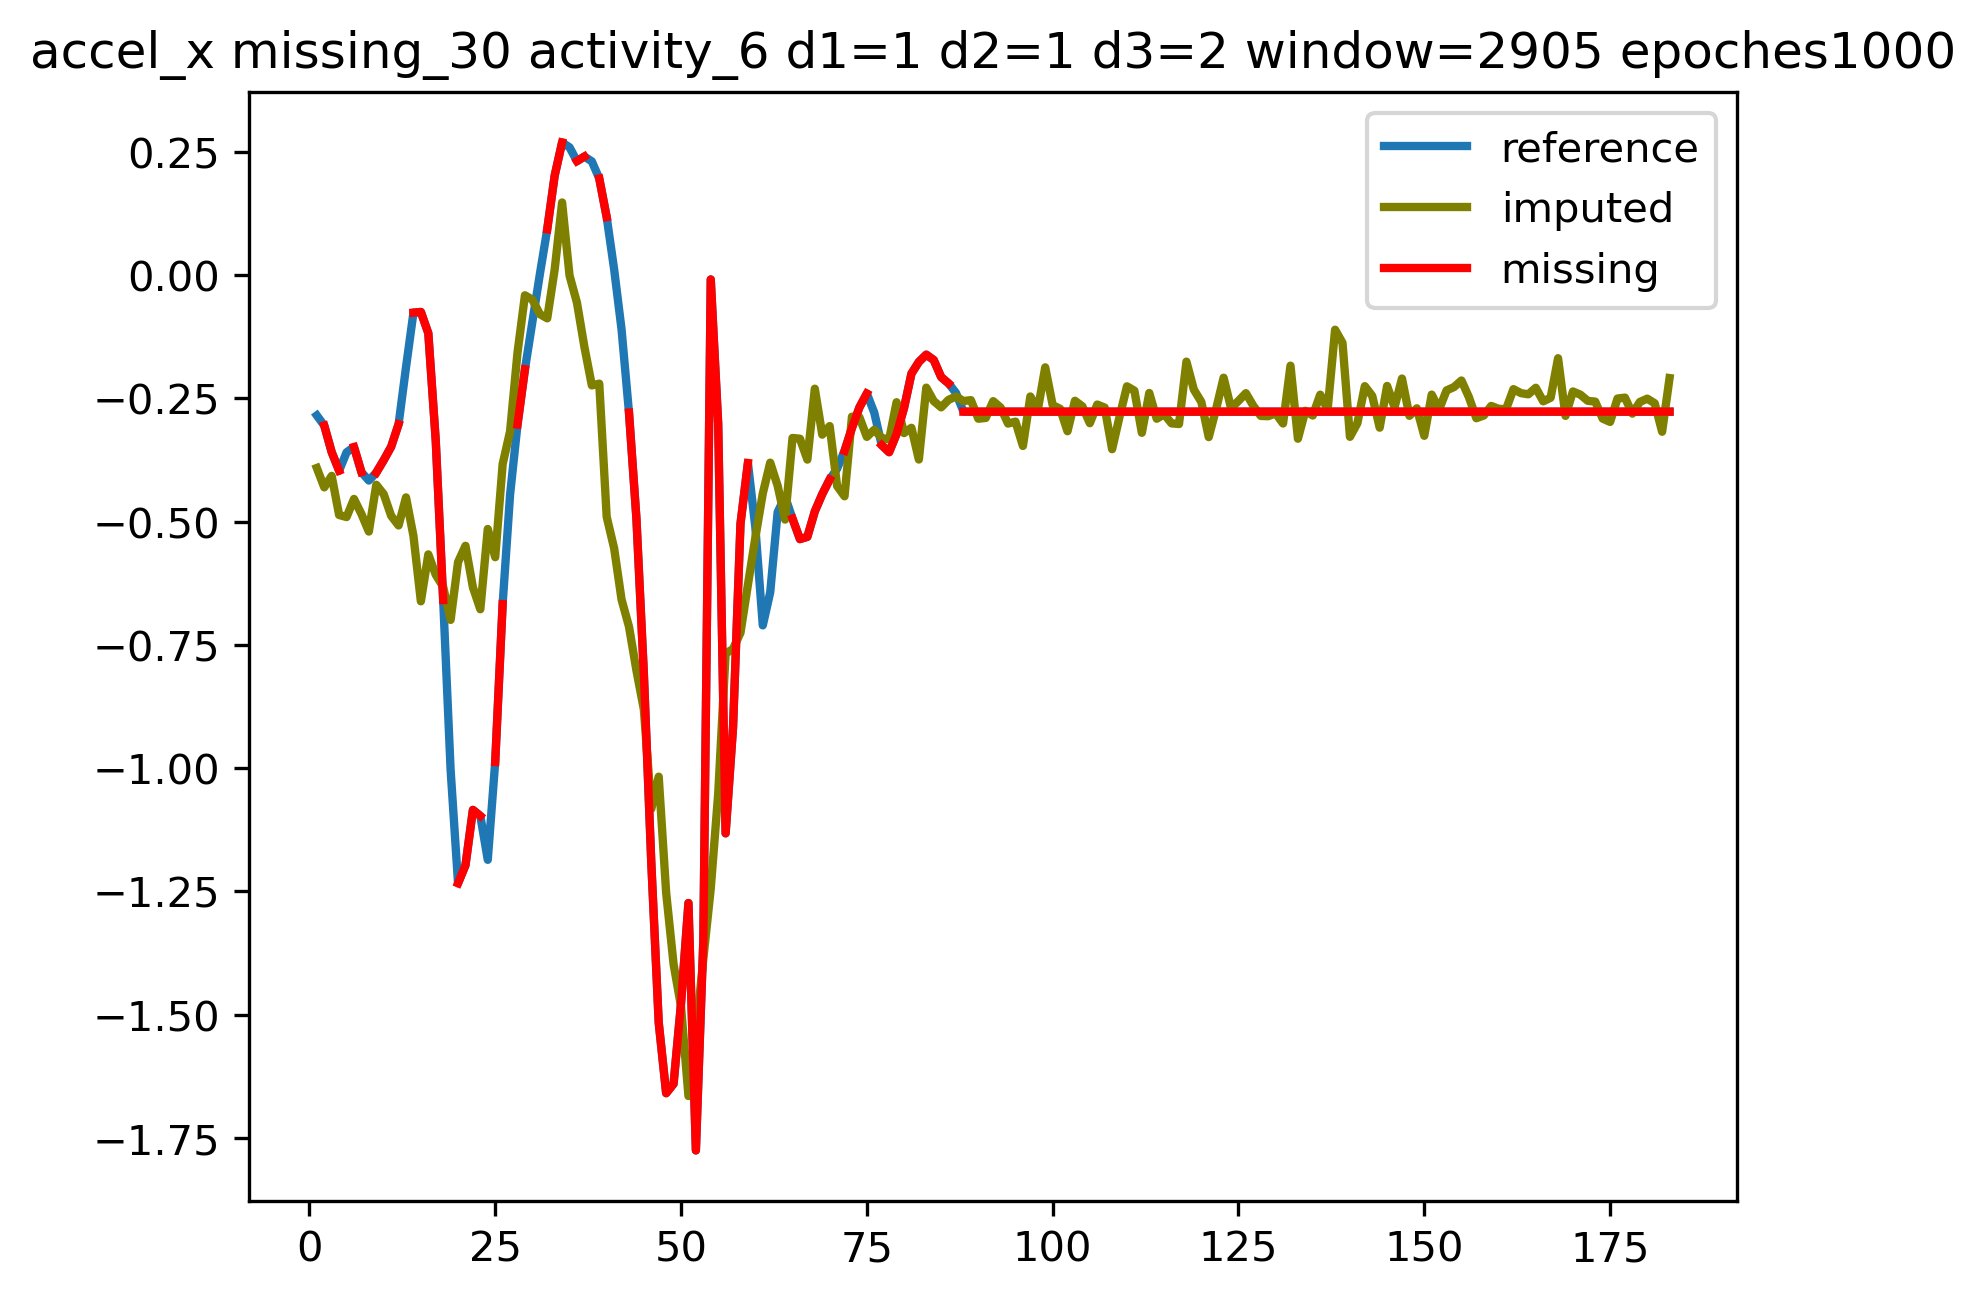 accel_x missing_30 activity_6 d1=1 d2=1 d3=2 window=2905 epoches1000
reference
imputed
missing
0.25
0.00
−0.25
−0.50
−0.75
−1.00
−1.25
−1.50
−1.75
0 25 50 75 100 125 150 175